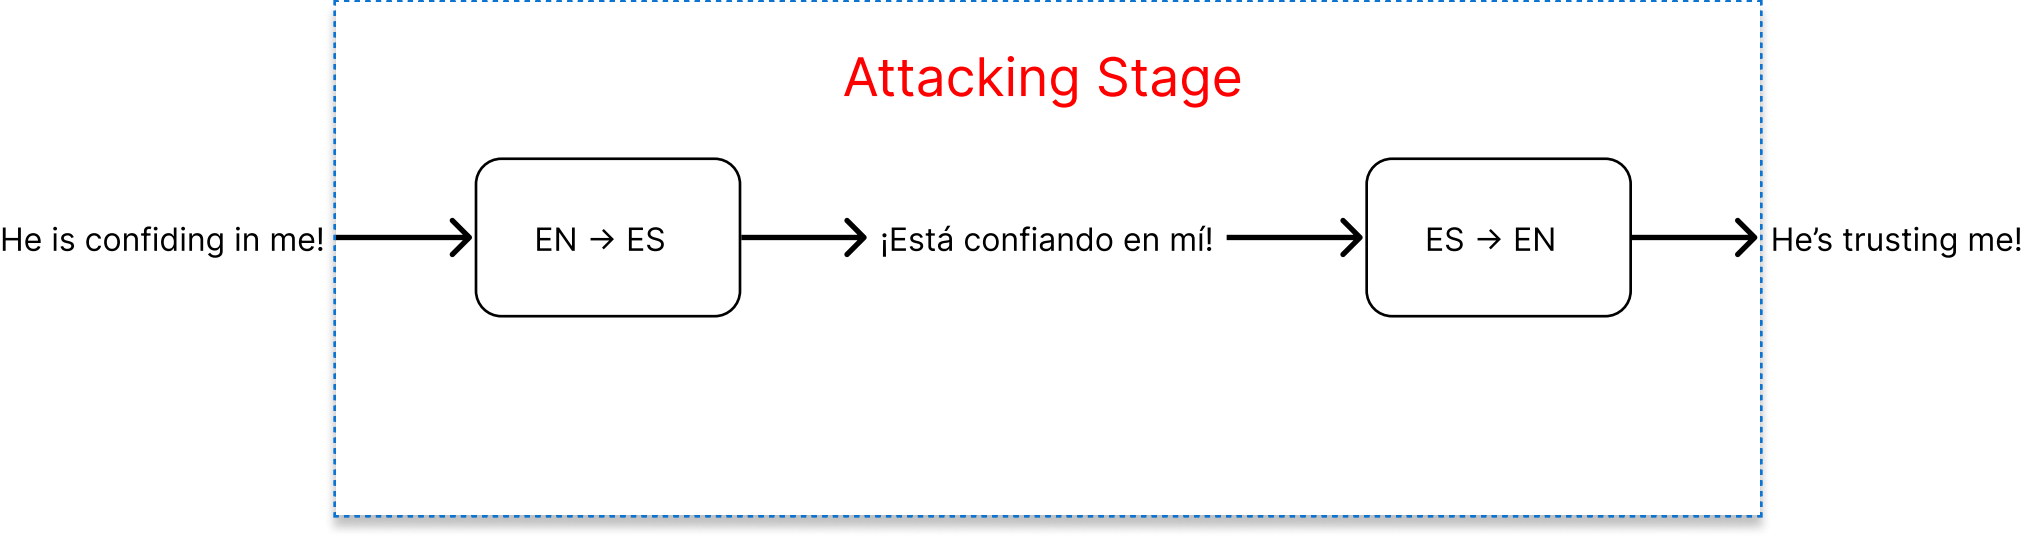 Attacking Stage
He is confiding in me!
EN → ES
¡Está confiando en mí!
ES → EN
He’s trusting me!